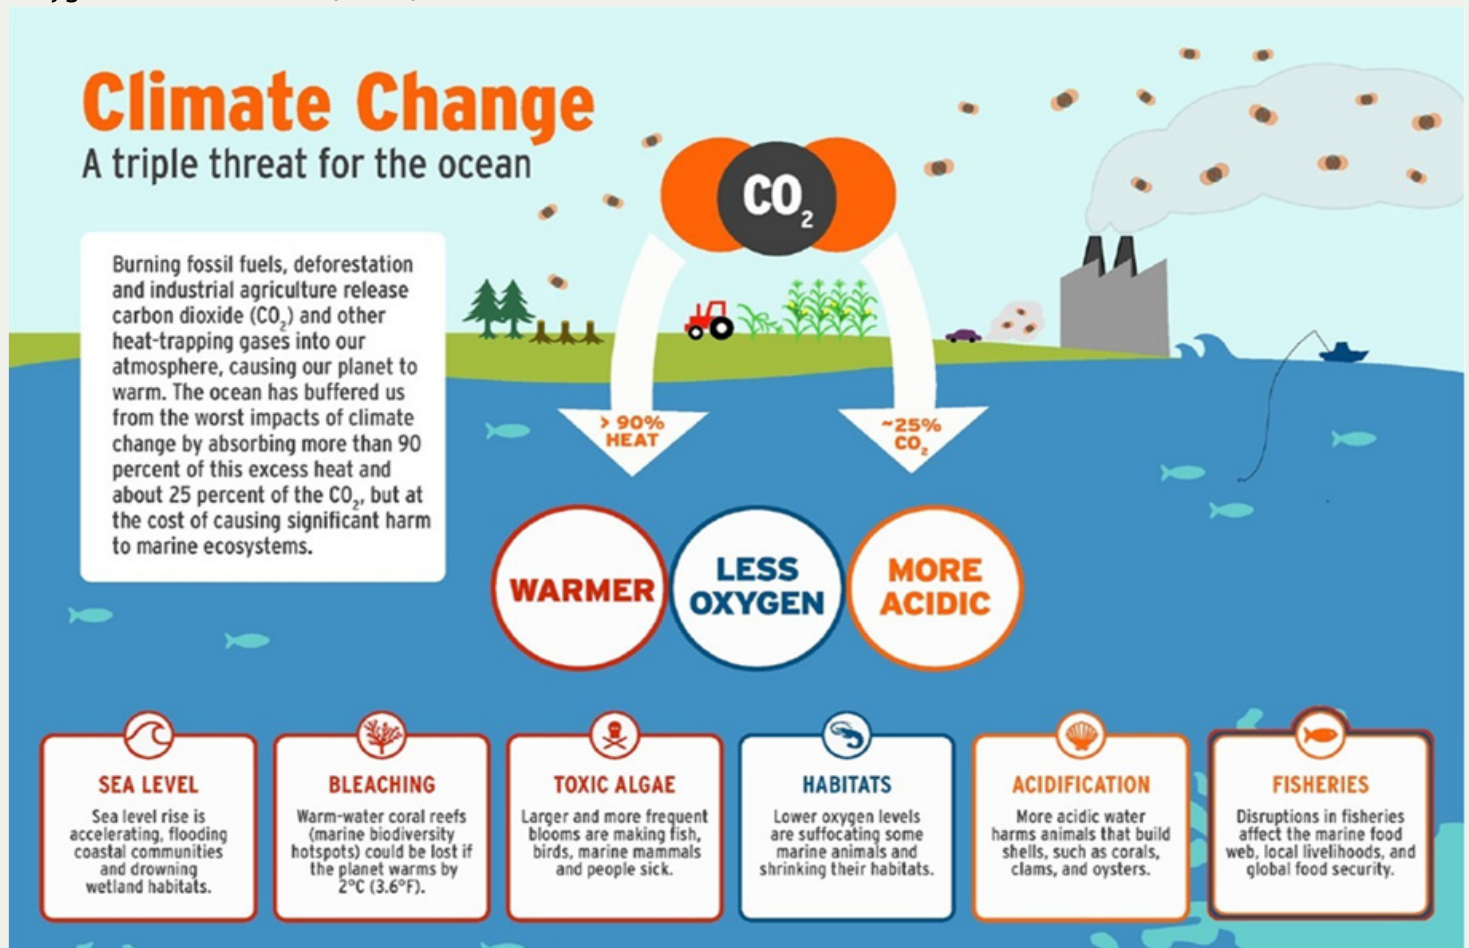 Climate Change
A triple threat for the ocean
CO₂
Burning fossil fuels, deforestation
and industrial agriculture release
carbon dioxide (CO₂) and other
heat-trapping gases into our
atmosphere, causing our planet to
warm. The ocean has buffered us
from the worst impacts of climate
change by absorbing more than 90
percent of this excess heat and
about 25 percent of the CO₂, but at
the cost of causing significant harm
to marine ecosystems.
> 90%
HEAT
~25%
CO₂
WARMER
LESS
OXYGEN
MORE
ACIDIC
SEA LEVEL
Sea level rise is
accelerating, flooding
coastal communities
and drowning
wetland habitats.
BLEACHING
Warm-water coral reefs
(marine biodiversity
hotspots) could be lost if
the planet warms by
2°C (3.6°F).
TOXIC ALGAE
Larger and more frequent
blooms are making fish,
birds, marine mammals
and people sick.
HABITATS
Lower oxygen levels
are suffocating some
marine animals and
shrinking their habitats.
ACIDIFICATION
More acidic water
harms animals that build
shells, such as corals,
clams, and oysters.
FISHERIES
Disruptions in fisheries
affect the marine food
web, local livelihoods, and
global food security.